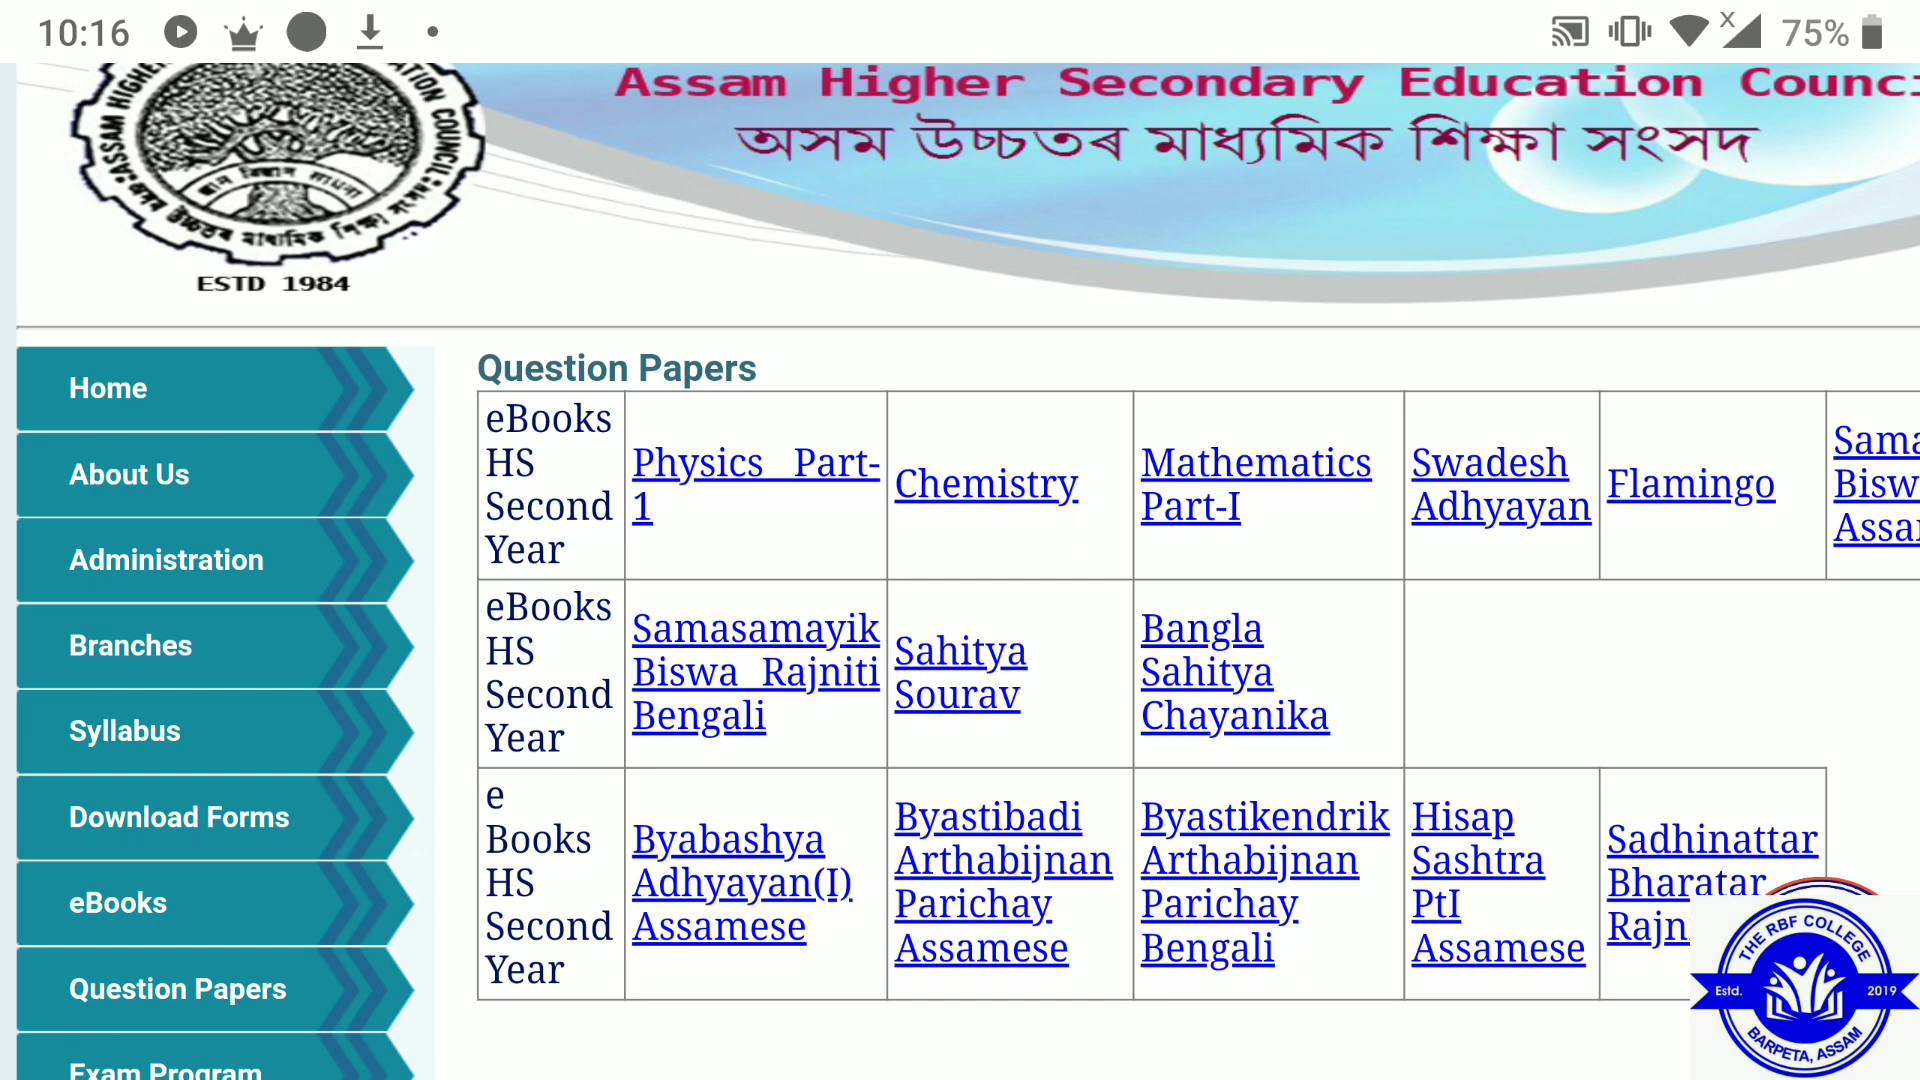 10:16
75%
Assam Higher Secondary Education Counci
অসম উচ্চতৰ মাধ্যমিক শিক্ষা সংসদ
ESTD 1984
Home
About Us
Administration
Branches
Syllabus
Download Forms
eBooks
Question Papers
Exam Program
Question Papers
eBooks
HS
Second
Year
Physics Part-
1
Chemistry
Mathematics
Part-I
Swadesh
Adhyayan
Flamingo
eBooks
HS
Second
Year
Samasamayik
Biswa Rajniti
Bengali
Sahitya
Sourav
Bangla
Sahitya
Chayanika
e
Books
HS
Second
Year
Byabashya
Adhyayan(I)
Assamese
Byastibadi
Arthabijnan
Parichay
Assamese
Byastikendrik
Arthabijnan
Parichay
Bengali
Hisap
Sashtra
PtI
Assamese
Sadhinattar
Bharatar
THE RBF COLLEGE
Estd. 2019
BARPETA, ASSAM